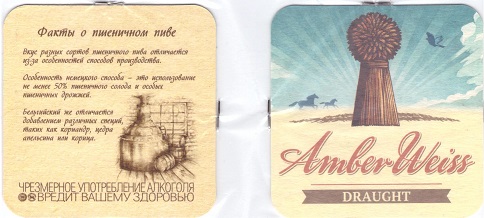 Факты о пшеничном пиве
Вкус разных сортов пшеничного пива отличается
из-за особенностей способов производства.
Особенность немецкого способа – это использование
не менее 50% пшеничного солода и особых
пшеничных дрожжей.
Бельгийский же отличается
добавлением различных специй,
таких как кориандр, цедра
апельсина или корица.
ЧРЕЗМЕРНОЕ УПОТРЕБЛЕНИЕ АЛКОГОЛЯ
ВРЕДИТ ВАШЕМУ ЗДОРОВЬЮ
Amber Weiss
DRAUGHT